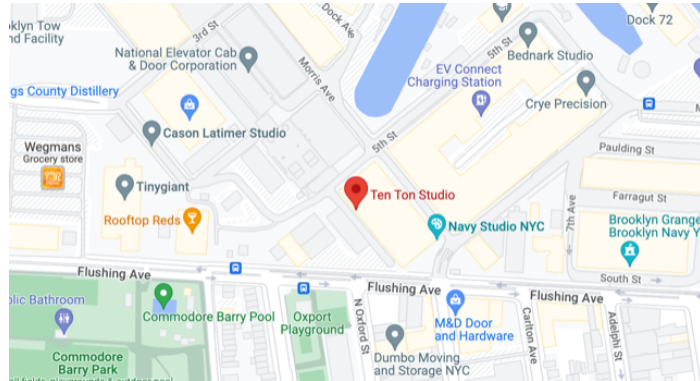 klyn Tow
nd Facility
3rd St
Dock Ave
Dock 72
National Elevator Cab
& Door Corporation
Morris Ave
5th St
Bednark Studio
EV Connect
Charging Station
gs County Distillery
Crye Precision
Cason Latimer Studio
5th St
Wegmans
Grocery store
Paulding St
Tinygiant
Ten Ton Studio
Farragut St
Rooftop Reds
Navy Studio NYC
7th Ave
Brooklyn Grange
Brooklyn Navy Y
Flushing Ave
South St
Flushing Ave
Flushing Ave
blic Bathroom
Commodore Barry Pool
Oxport
Playground
N Oxford St
M&D Door
and Hardware
Carlton Ave
Adelphi St
Dumbo Moving
and Storage NYC
Commodore
Barry Park